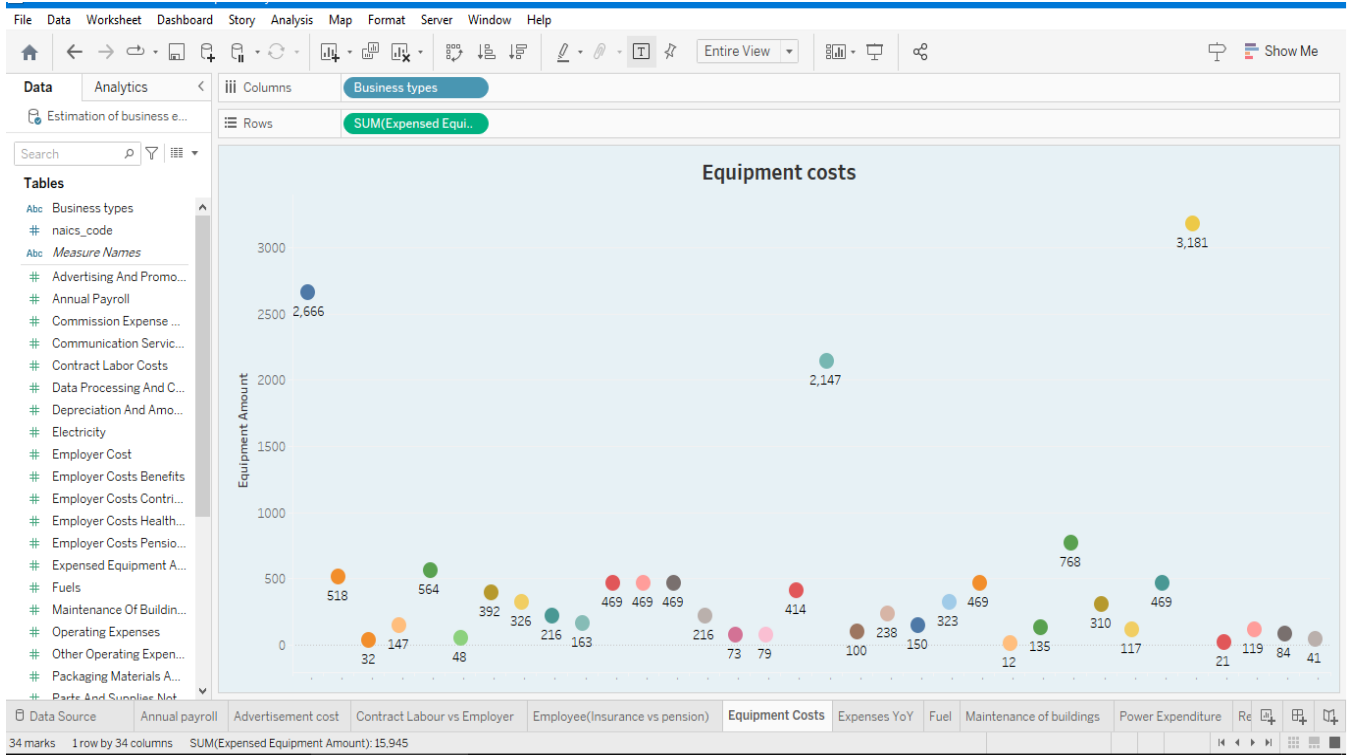 File Data Worksheet Dashboard Story Analysis Map Format Server Window Help
Entire View
Show Me
Data Analytics
Columns Business types
Estimation of business e...
Rows SUM(Expensed Equi..
Search
Tables
Abc Business types
# naics_code
Abc Measure Names
# Advertising And Promo...
# Annual Payroll
# Commission Expense ...
# Communication Servic...
# Contract Labor Costs
# Data Processing And C...
# Depreciation And Amo...
# Electricity
# Employer Cost
# Employer Costs Benefits
# Employer Costs Contri...
# Employer Costs Health...
# Employer Costs Pensio...
# Expensed Equipment A...
# Fuels
# Maintenance Of Buildin...
# Operating Expenses
# Other Operating Expen...
# Packaging Materials A...
# Parts And Supplies Not
Equipment costs
Equipment Amount
3000
2500
2000
1500
1000
500
0
2,666
518
32
147
564
48
392
326
216
163
469
469
469
216
73
79
414
2,147
100
238
150
323
469
12
135
768
310
117
469
3,181
21
119
84
41
Data Source Annual payroll Advertisement cost Contract Labour vs Employer Employee(Insurance vs pension) Equipment Costs Expenses YoY Fuel Maintenance of buildings Power Expenditure Re
34 marks 1 row by 34 columns SUM(Expensed Equipment Amount): 15,945